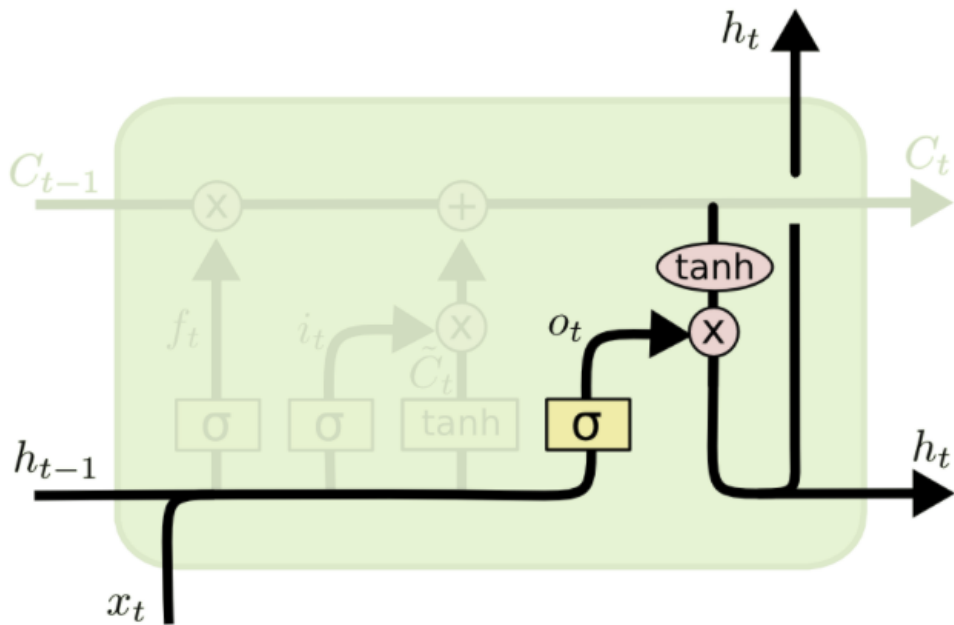 h_t
C_{t-1}
C_t
x
+
tanh
f_t
i_t
x
o_t
x
C̃_t
σ
σ
tanh
σ
h_{t-1}
h_t
x_t